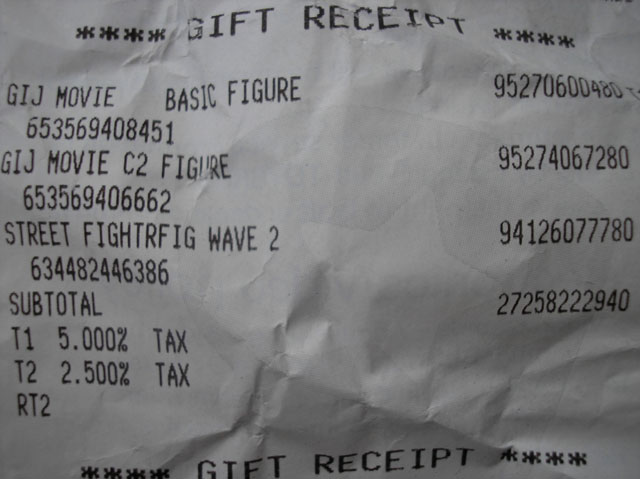 **** GIFT RECEIPT ****
GIJ MOVIE BASIC FIGURE 95270600480
653569408451
GIJ MOVIE C2 FIGURE 95274067280
653569406662
STREET FIGHTRFIG WAVE 2 94126077780
634482446386
SUBTOTAL 27258222940
T1 5.000% TAX
T2 2.500% TAX
RT2
**** GIFT RECEIPT ****